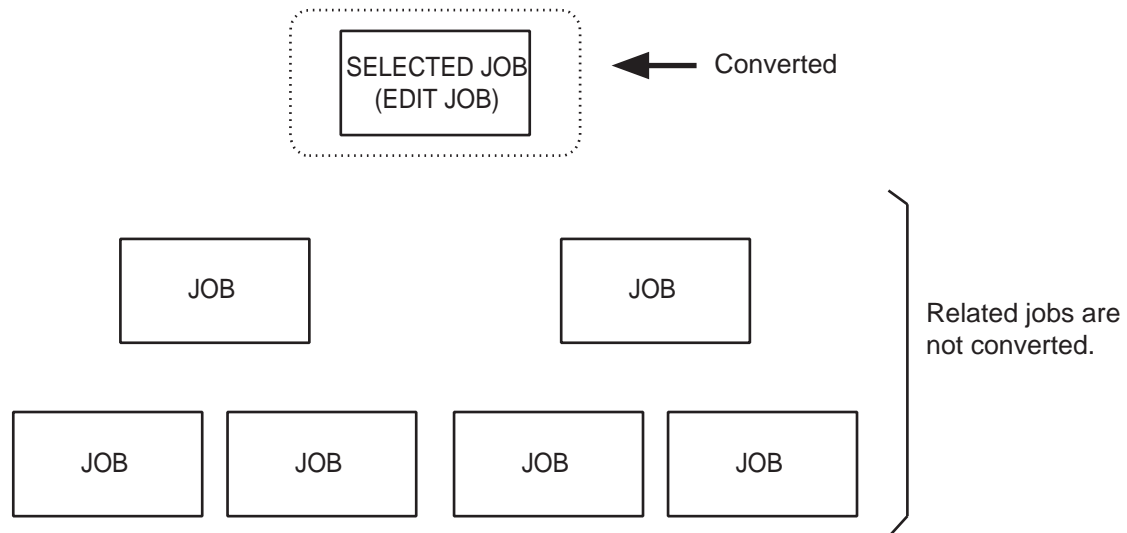 SELECTED JOB
(EDIT JOB)
Converted
JOB
JOB
Related jobs are
not converted.
JOB
JOB
JOB
JOB